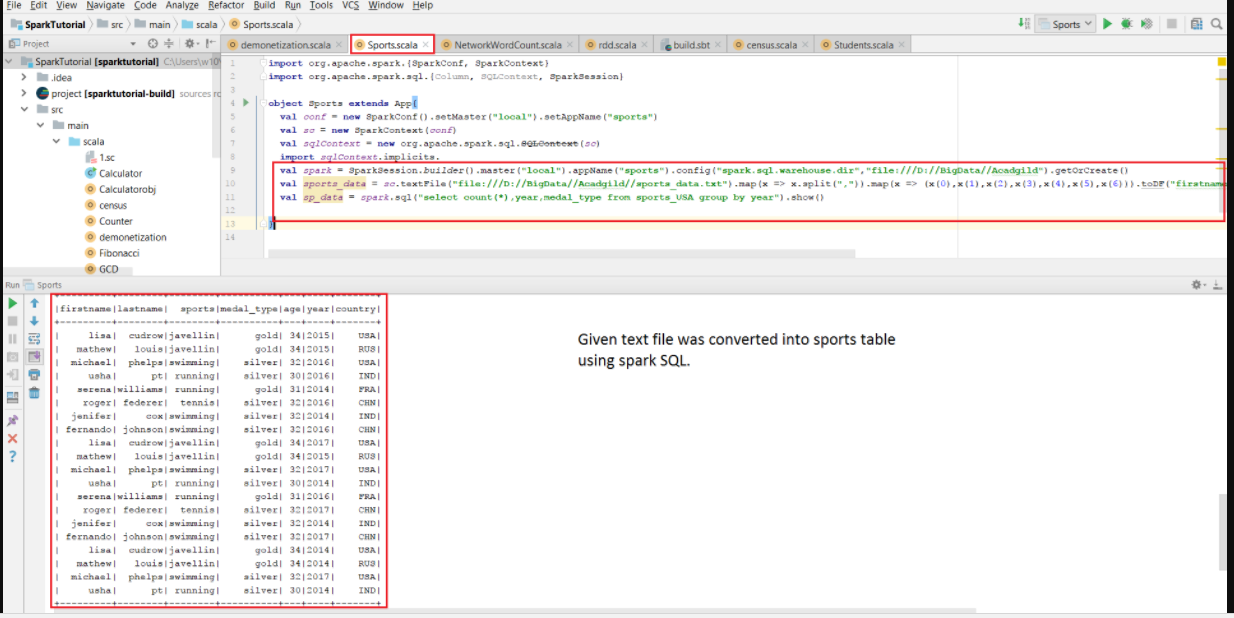 File Edit View Navigate Code Analyze Refactor Build Run Tools VCS Window Help
SparkTutorial src main scala Sports.scala
Sports
Project
demonetization.scala Sports.scala NetworkWordCount.scala rdd.scala build.sbt census.scala Students.scala
SparkTutorial [sparktutorial] C:\Users\w10
.idea
project [sparktutorial-build] sources ro
src
main
scala
1.sc
Calculator
Calculatorobj
census
Counter
demonetization
Fibonacci
GCD
1 import org.apache.spark.{SparkConf, SparkContext}
2 import org.apache.spark.sql.{Column, SQLContext, SparkSession}
3
4 object Sports extends App{
5 val conf = new SparkConf().setMaster("local").setAppName("sports")
6 val sc = new SparkContext(conf)
7 val sqlContext = new org.apache.spark.sql.SQLContext(sc)
8 import sqlContext.implicits.
9 val spark = SparkSession.builder().master("local").appName("sports").config("spark.sql.warehouse.dir","file:///D://BigData//Acadgild").getOrCreate()
10 val sports_data = sc.textFile("file:///D://BigData//Acadgild//sports_data.txt").map(x => x.split(",")).map(x => (x(0),x(1),x(2),x(3),x(4),x(5),x(6))).toDF("firstname
11 val sp_data = spark.sql("select count(*),year,medal_type from sports_USA group by year").show()
12
13 }
14
Run Sports
|firstname|lastname| sports|medal_type|age|year|country|
+---------+--------+--------+----------+---+----+-------+
| lisa| cudrow|javellin| gold| 34|2015| USA|
| mathew| louis|javellin| gold| 34|2015| RUS|
| michael| phelps|swimming| silver| 32|2016| USA|
| usha| pt| running| silver| 30|2016| IND|
| serena|williams| running| gold| 31|2014| FRA|
| roger| federer| tennis| silver| 32|2016| CHN|
| jenifer| cox|swimming| silver| 32|2014| IND|
| fernando| johnson|swimming| silver| 32|2016| CHN|
| lisa| cudrow|javellin| gold| 34|2017| USA|
| mathew| louis|javellin| gold| 34|2015| RUS|
| michael| phelps|swimming| silver| 32|2017| USA|
| usha| pt| running| silver| 30|2014| IND|
| serena|williams| running| gold| 31|2016| FRA|
| roger| federer| tennis| silver| 32|2017| CHN|
| jenifer| cox|swimming| silver| 32|2014| IND|
| fernando| johnson|swimming| silver| 32|2017| CHN|
| lisa| cudrow|javellin| gold| 34|2014| USA|
| mathew| louis|javellin| gold| 34|2014| RUS|
| michael| phelps|swimming| silver| 32|2017| USA|
| usha| pt| running| silver| 30|2014| IND|
+---------+--------+--------+----------+---+----+-------+
Given text file was converted into sports table
using spark SQL.